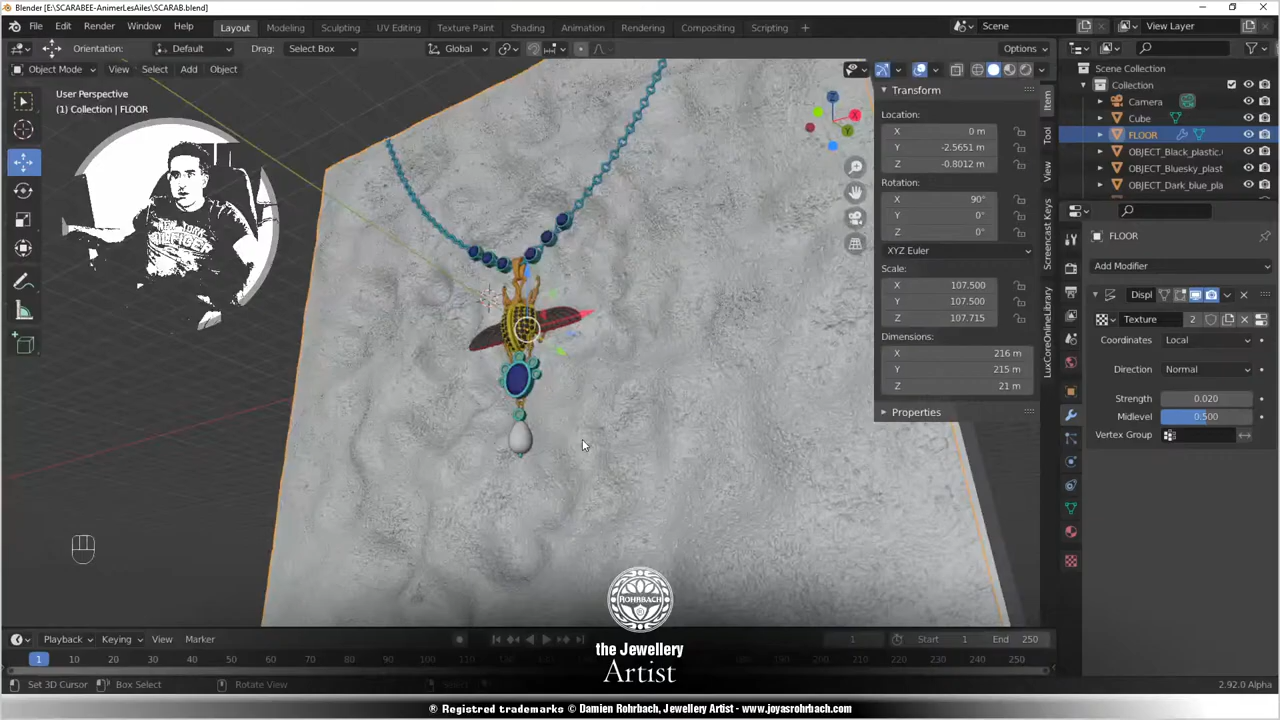 Blender [E:\SCARABEE-AnimerLesAiles\SCARAB.blend]
File Edit Render Window Help Layout Modeling Sculpting UV Editing Texture Paint Shading Animation Rendering Compositing Scripting + Scene View Layer
Orientation: Default Drag: Select Box Global Options
Object Mode View Select Add Object
User Perspective
(1) Collection | FLOOR
X
Y
Z
NEW YORK
HILFIGER
Transform
Location:
X 0 m
Y -2.5651 m
Z -0.8012 m
Rotation:
X 90°
Y 0°
Z 0°
XYZ Euler
Scale:
X 107.500
Y 107.500
Z 107.715
Dimensions:
X 216 m
Y 215 m
Z 21 m
Properties
Item
Tool
View
Screencast Keys
LuxCoreOnlineLibrary
Scene Collection
Collection
Camera
Cube
FLOOR
OBJECT_Black_plastic.
OBJECT_Bluesky_plast
OBJECT_Dark_blue_pla
FLOOR
Add Modifier
Displ
Texture 2
Coordinates Local
Direction Normal
Strength 0.020
Midlevel 0.500
Vertex Group
ROHRBACH
the Jewellery
Artist
Playback Keying View Marker 1 Start 1 End 250
1 10 20 30 40 50 60 70 80 90 100 110 120 130 140 150 160 170 180 190 200 210 220 230 240 250
Set 3D Cursor Box Select Rotate View Select 2.92.0 Alpha
® Registered trademarks © Damien Rohrbach, Jewellery Artist - www.joyasrohrbach.com